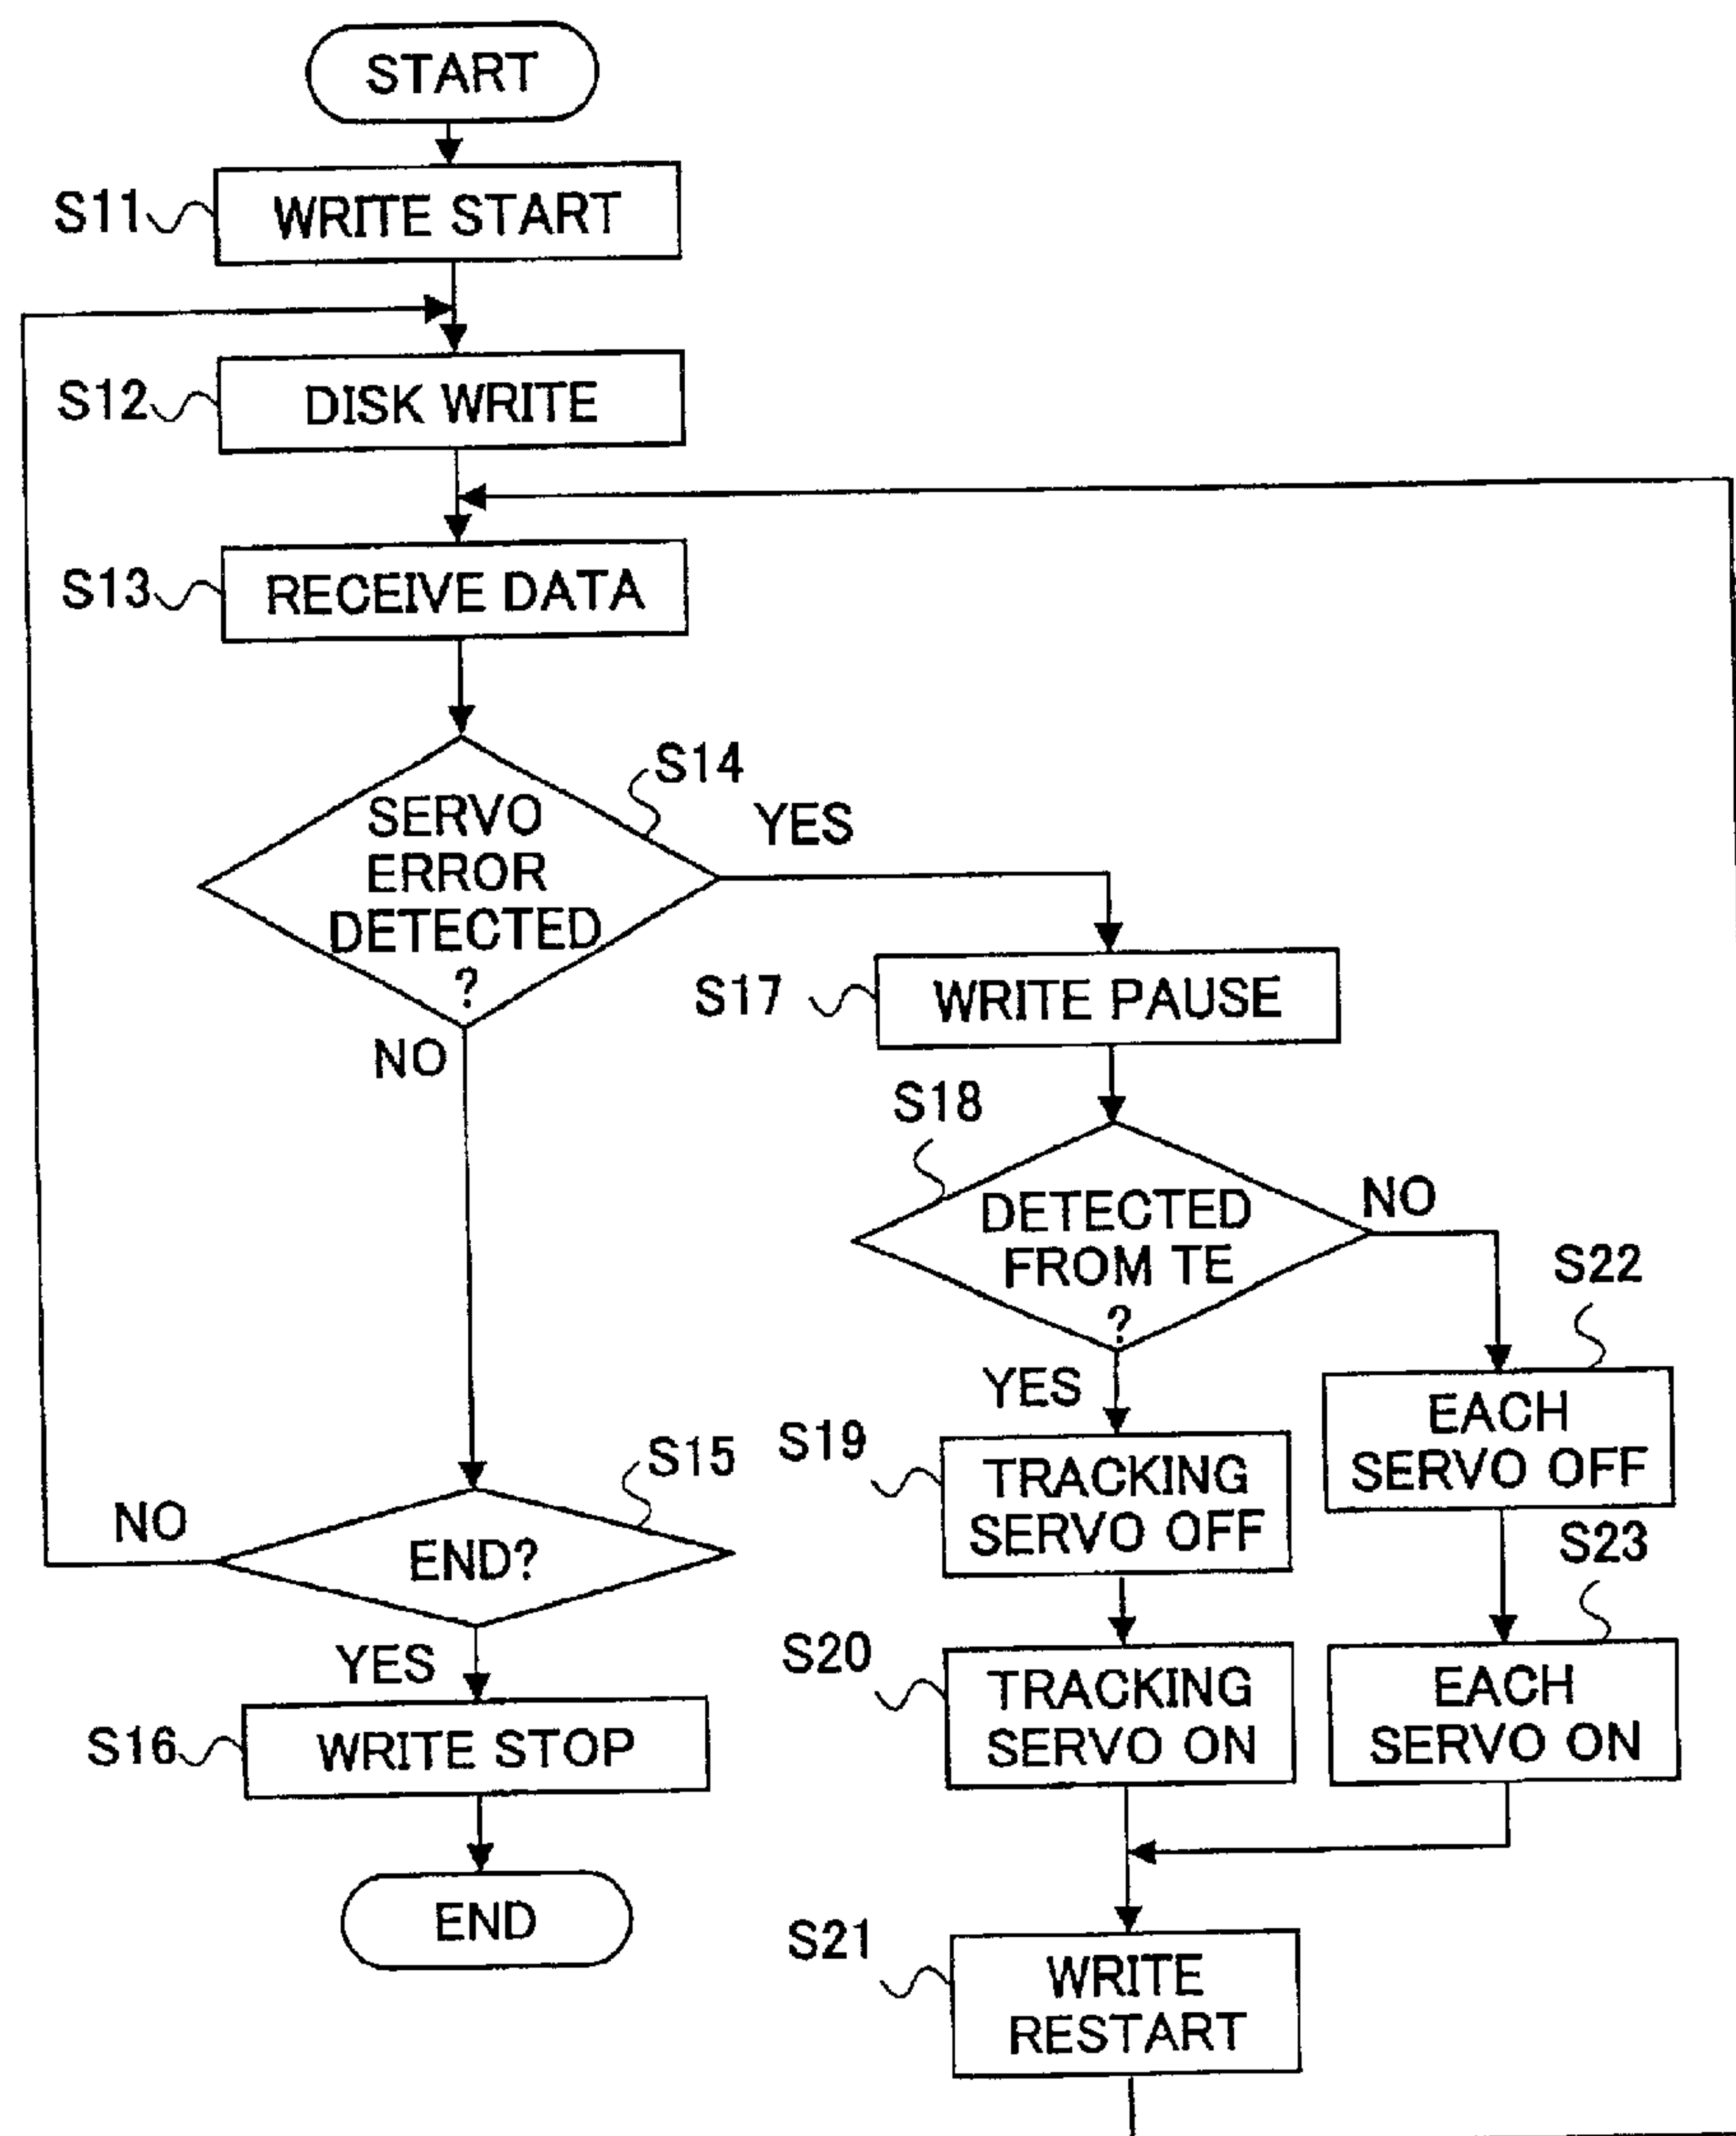 START
S11
WRITE START
S12
DISK WRITE
S13
RECEIVE DATA
S14
SERVO
ERROR
DETECTED
?
YES
NO
S17
WRITE PAUSE
S18
DETECTED
FROM TE
?
NO
YES
S22
EACH
SERVO OFF
S19
TRACKING
SERVO OFF
S23
EACH
SERVO ON
S20
TRACKING
SERVO ON
S15
END?
NO
YES
S16
WRITE STOP
END
S21
WRITE
RESTART